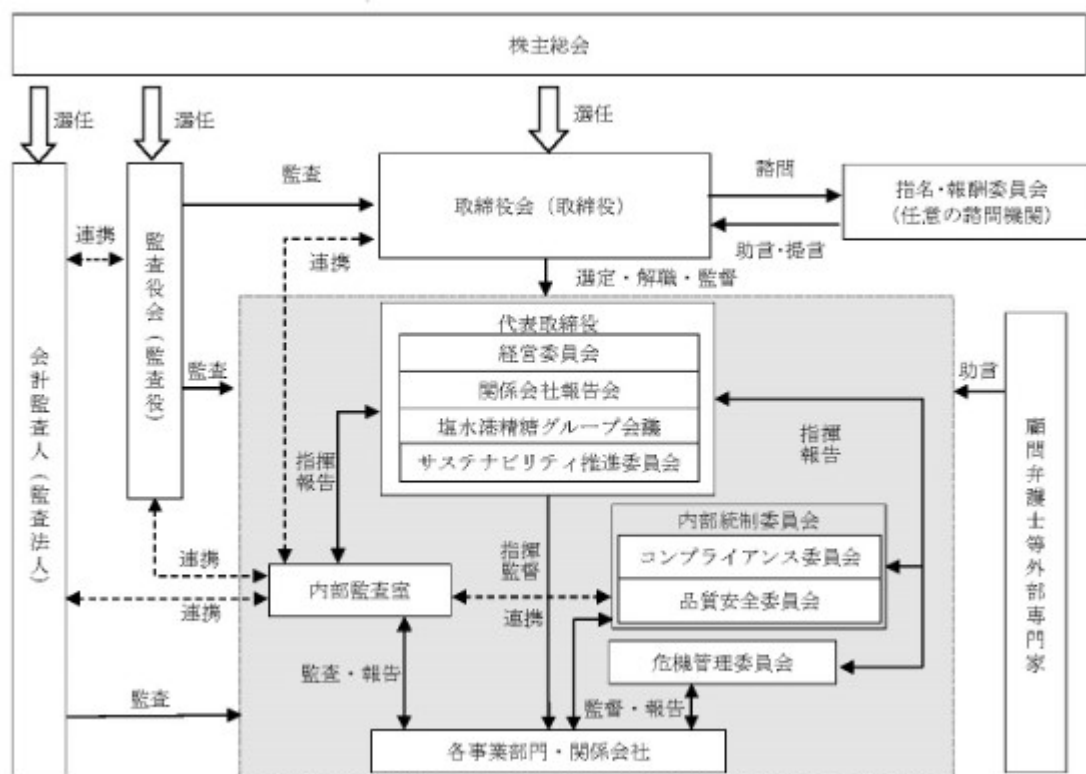 株主総会
選任
選任
選任
監査
諮問
取締役会（取締役）
指名・報酬委員会
（任意の諮問機関）
連携
連携
助言・提言
選定・解職・監督
監査役会（監査役）
会計監査人（監査法人）
代表取締役
経営委員会
関係会社報告会
塩水港精糖グループ会議
サステナビリティ推進委員会
監査
助言
指揮
報告
指揮
報告
顧問弁護士等外部専門家
内部統制委員会
コンプライアンス委員会
品質安全委員会
指揮
監督
連携
内部監査室
連携
連携
危機管理委員会
監査・報告
監査
監督・報告
各事業部門・関係会社